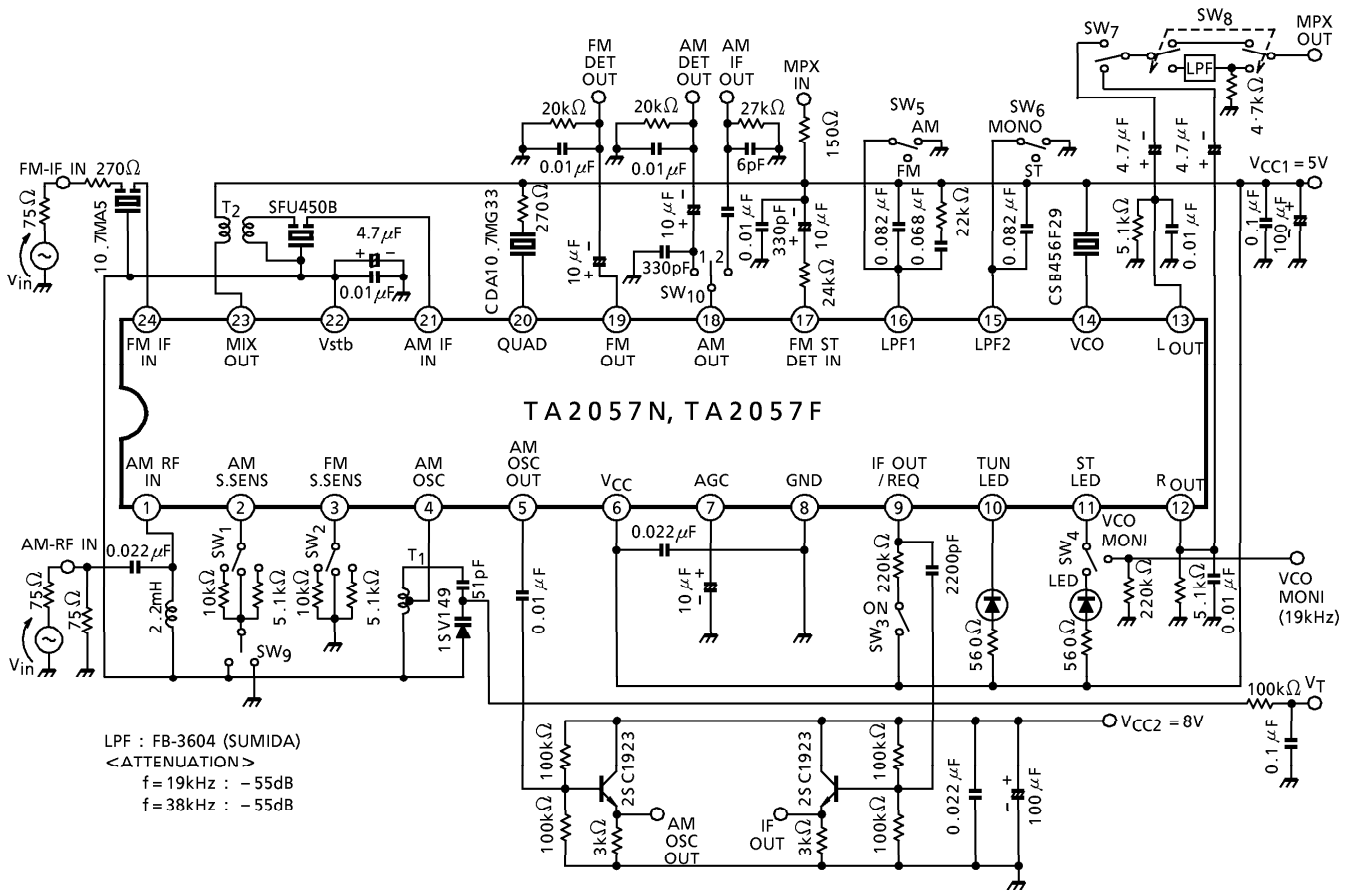 SW7
SW8
MPX
OUT
LPF
4.7kΩ
FM
DET
OUT
AM
DET
OUT
AM
IF
OUT
MPX
IN
20kΩ
20kΩ
27kΩ
0.01μF
0.01μF
6pF
150Ω
SW5
AM
FM
SW6
MONO
ST
4.7μF
4.7μF
- +
- +
VCC1 = 5V
FM-IF IN
270Ω
75Ω
Vin
10.7MA5
T2
SFU450B
4.7μF
+ -
0.01μF
CDA10.7MG33
270Ω
10μF
- +
10μF
- +
330pF
1 2
SW10
0.01μF
330pF
10μF
- +
24kΩ
0.082μF
0.068μF
22kΩ
0.082μF
CSB456F29
5.1kΩ
0.01μF
0.1μF
100μF
+ -
24
23
22
21
20
19
18
17
16
15
14
13
FM IF
IN
MIX
OUT
Vstb
AM IF
IN
QUAD
FM
OUT
AM
OUT
FM ST
DET IN
LPF1
LPF2
VCO
L OUT
TA2057N, TA2057F
AM RF
IN
AM
S.SENS
FM
S.SENS
AM
OSC
AM
OSC
OUT
VCC
AGC
GND
IF OUT
/REQ
TUN
LED
ST
LED
R OUT
1
2
3
4
5
6
7
8
9
10
11
12
AM-RF IN
0.022μF
75Ω
75Ω
Vin
2.2mH
SW1
10kΩ
5.1kΩ
SW9
SW2
10kΩ
5.1kΩ
T1
51pF
1SV149
0.01μF
0.022μF
10μF
+ -
220kΩ
2200pF
ON
SW3
560Ω
SW4
LED
560Ω
VCO
MONI
220kΩ
5.1kΩ
0.01μF
VCO
MONI
(19kHz)
100kΩ
VT
0.1μF
VCC2 = 8V
100kΩ
100kΩ
2SC1923
3kΩ
AM
OSC
OUT
IF
OUT
2SC1923
3kΩ
100kΩ
100kΩ
0.022μF
100μF
+ -
LPF : FB-3604 (SUMIDA)
<ATTENUATION>
f=19kHz : -55dB
f=38kHz : -55dB